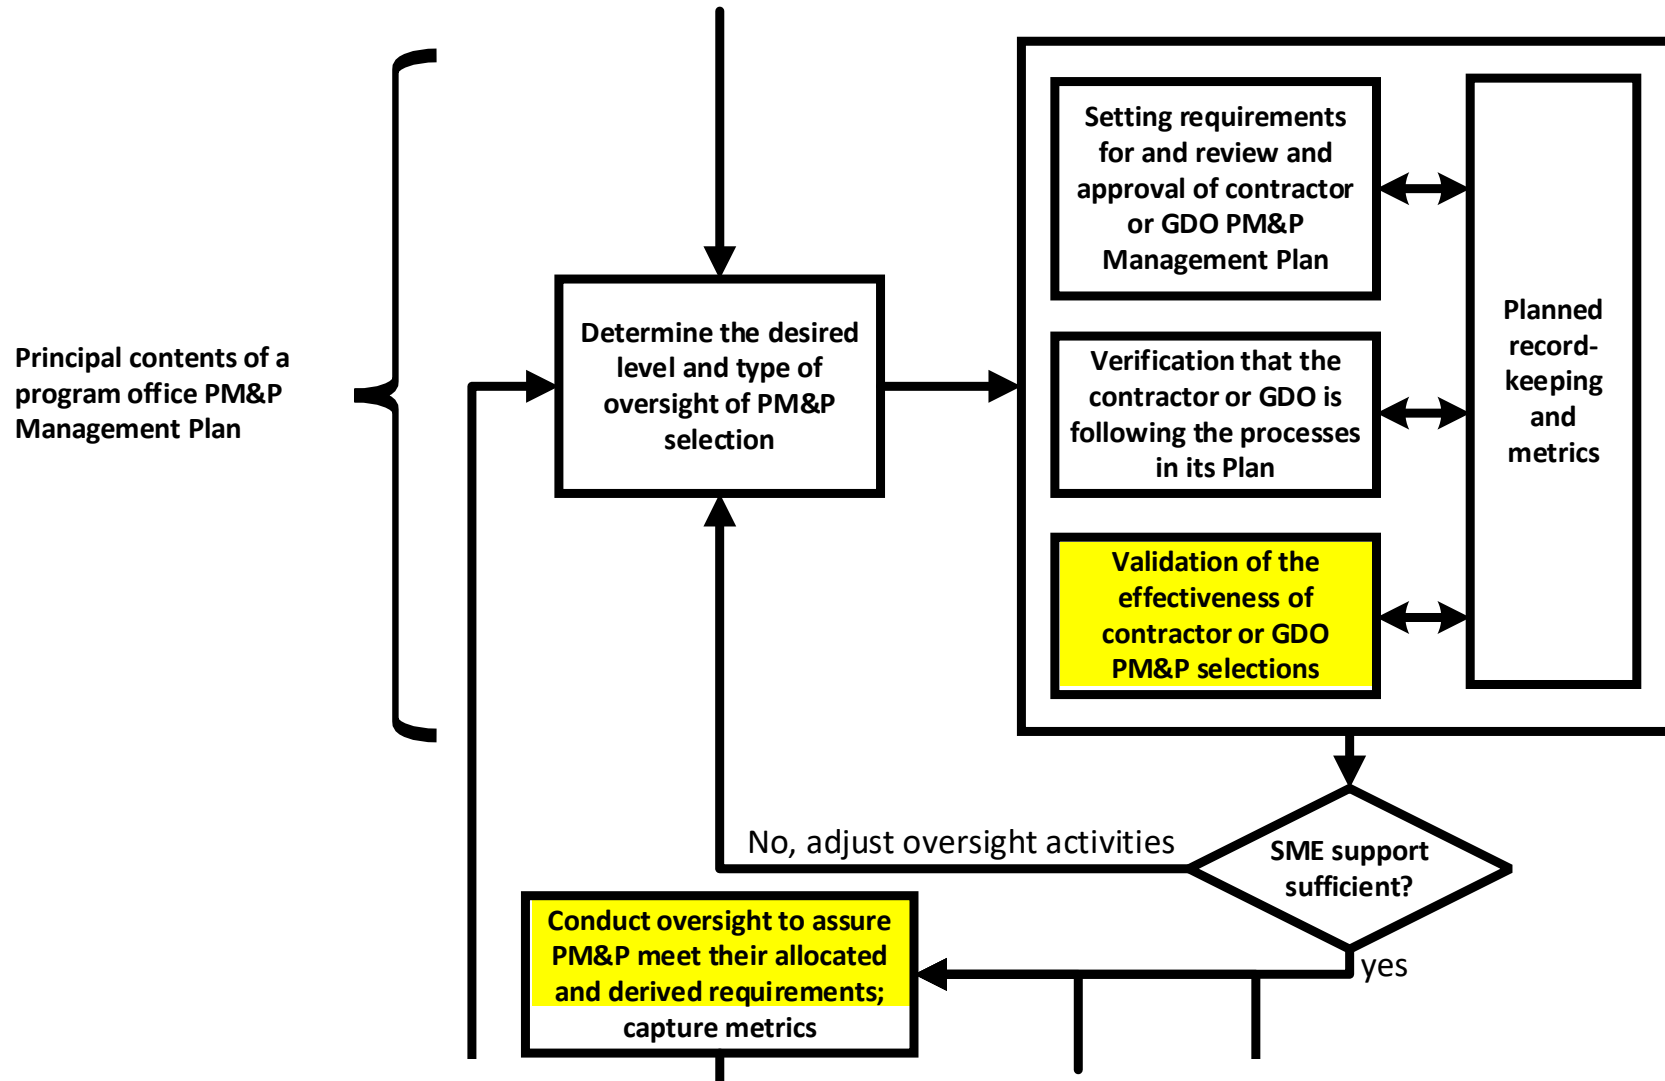 Principal contents of a
program office PM&P
Management Plan
Determine the desired
level and type of
oversight of PM&P
selection
Setting requirements
for and review and
approval of contractor
or GDO PM&P
Management Plan
Verification that the
contractor or GDO is
following the processes
in its Plan
Validation of the
effectiveness of
contractor or GDO
PM&P selections
Planned
record-
keeping
and
metrics
SME support
sufficient?
No, adjust oversight activities
yes
Conduct oversight to assure
PM&P meet their allocated
and derived requirements;
capture metrics